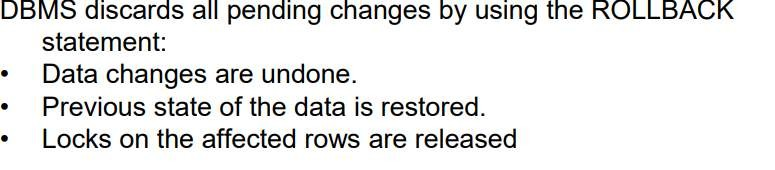 DBMS discards all pending changes by using the ROLLBACK
statement:
• Data changes are undone.
• Previous state of the data is restored.
• Locks on the affected rows are released